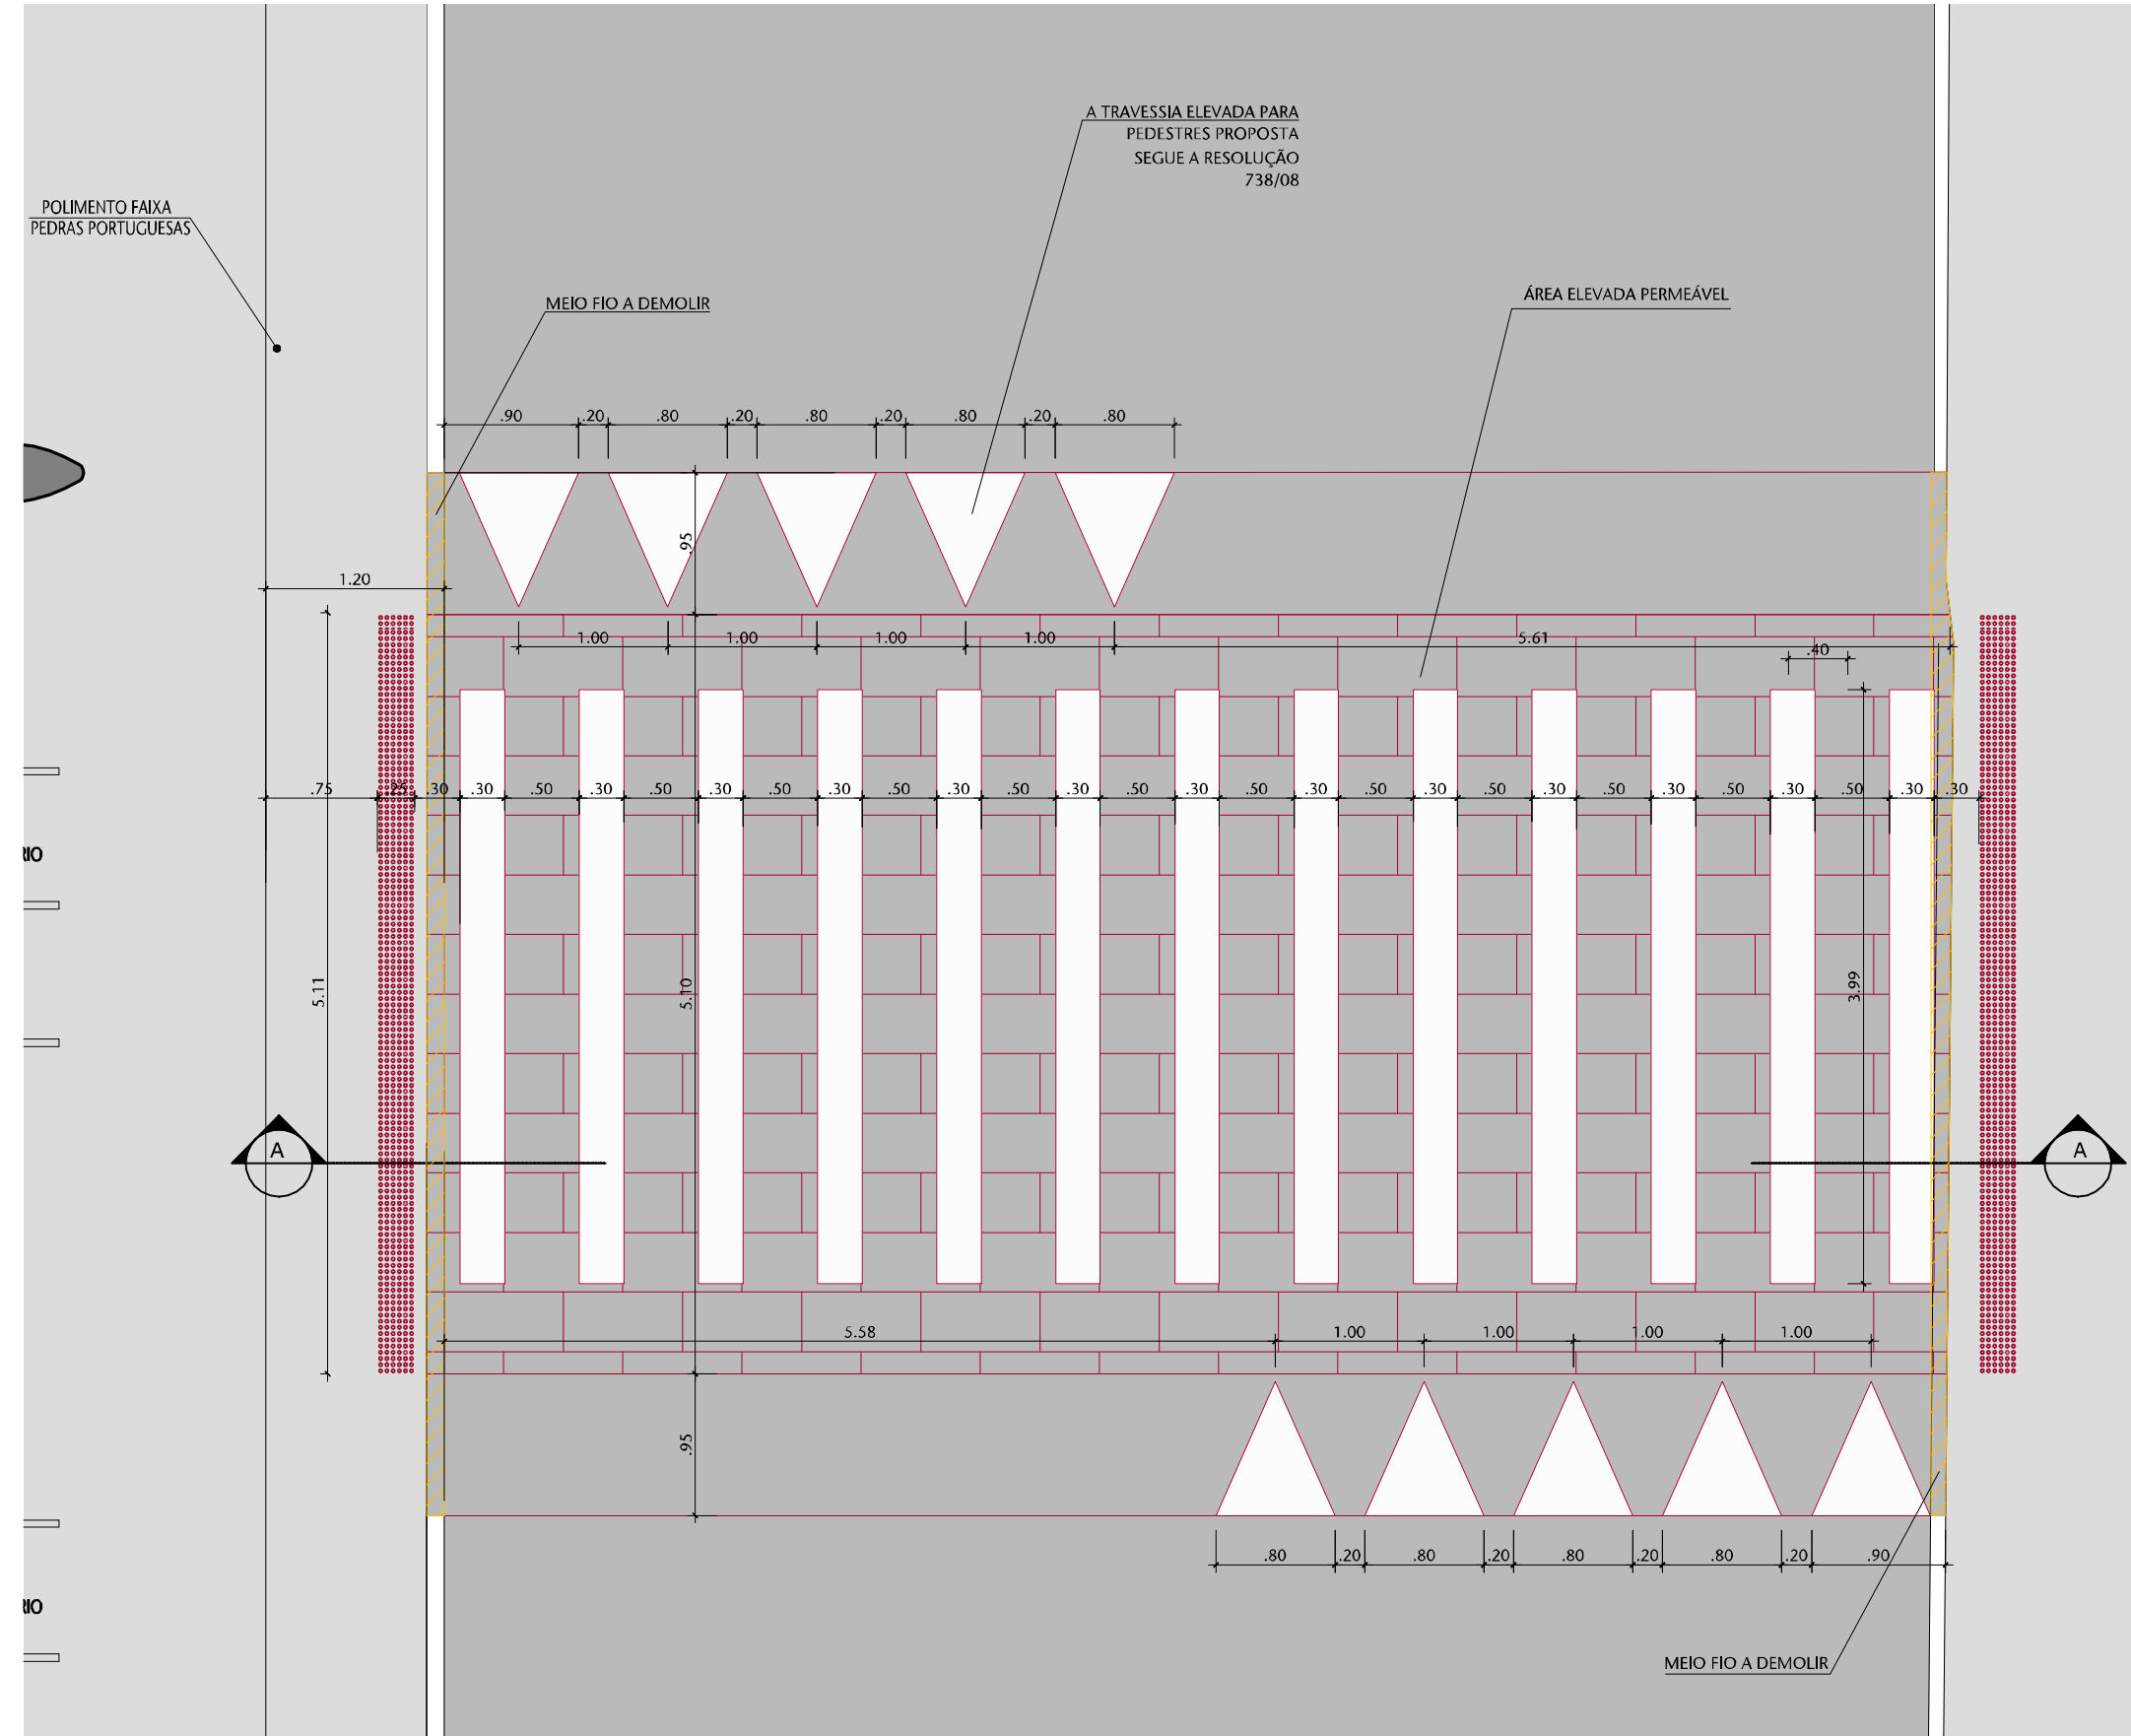 A TRAVESSIA ELEVADA PARA
PEDESTRES PROPOSTA
SEGUE A RESOLUÇÃO
738/08
POLIMENTO FAIXA
PEDRAS PORTUGUESAS
MEIO FIO A DEMOLIR
ÁREA ELEVADA PERMEÁVEL
.90 .20 .80 .20 .80 .20 .80 .20 .80
.95
1.20
1.00 1.00 1.00 1.00 5.61
.40
.75 .25 .30 .30 .50 .30 .50 .30 .50 .30 .50 .30 .50 .30 .50 .30 .50 .30 .50 .30 .50 .30 .50 .30 .50 .30 .50 .30 .30
RIO
5.11
5.10
3.99
A
A
5.58 1.00 1.00 1.00 1.00
.95
.80 .20 .80 .20 .80 .20 .80 .20 .90
RIO
MEIO FIO A DEMOLIR